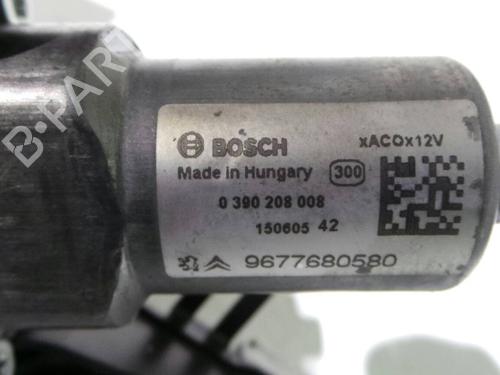 B-PARTS
BOSCH
xACOx12V
Made in Hungary
300
0 390 208 008
150605 42
9677680580